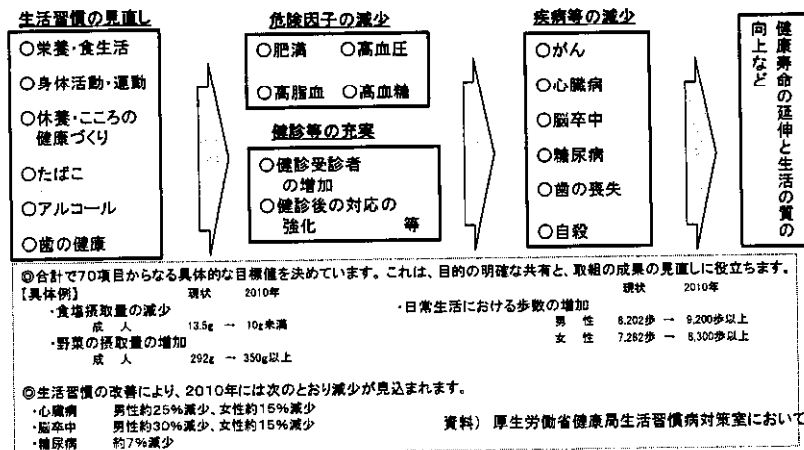 生活習慣の見直し
○栄養・食生活
○身体活動・運動
○休養・こころの
健康づくり
○たばこ
○アルコール
○歯の健康
危険因子の減少
○肥満 ○高血圧
○高脂血 ○高血糖
健診等の充実
○健診受診者
の増加
○健診後の対応の
強化 等
疾病等の減少
○がん
○心臓病
○脳卒中
○糖尿病
○歯の喪失
○自殺
健康寿命の延伸と生活の質の
向上など
◎合計で70項目からなる具体的な目標値を決めています。これは、目的の明確な共有と、取組の成果の見直しに役立ちます。
【具体例】 現状 2010年
・食塩摂取量の減少
成 人 13.5g → 10g未満
・野菜の摂取量の増加
成 人 292g → 350g以上
現状 2010年
・日常生活における歩数の増加
男 性 8,202歩 → 9,200歩以上
女 性 7,282歩 → 8,300歩以上
◎生活習慣の改善により、2010年には次のとおり減少が見込まれます。
・心臓病 男性約25%減少、女性約15%減少
・脳卒中 男性約30%減少、女性約15%減少
・糖尿病 約7%減少
資料) 厚生労働省健康局生活習慣病対策室において